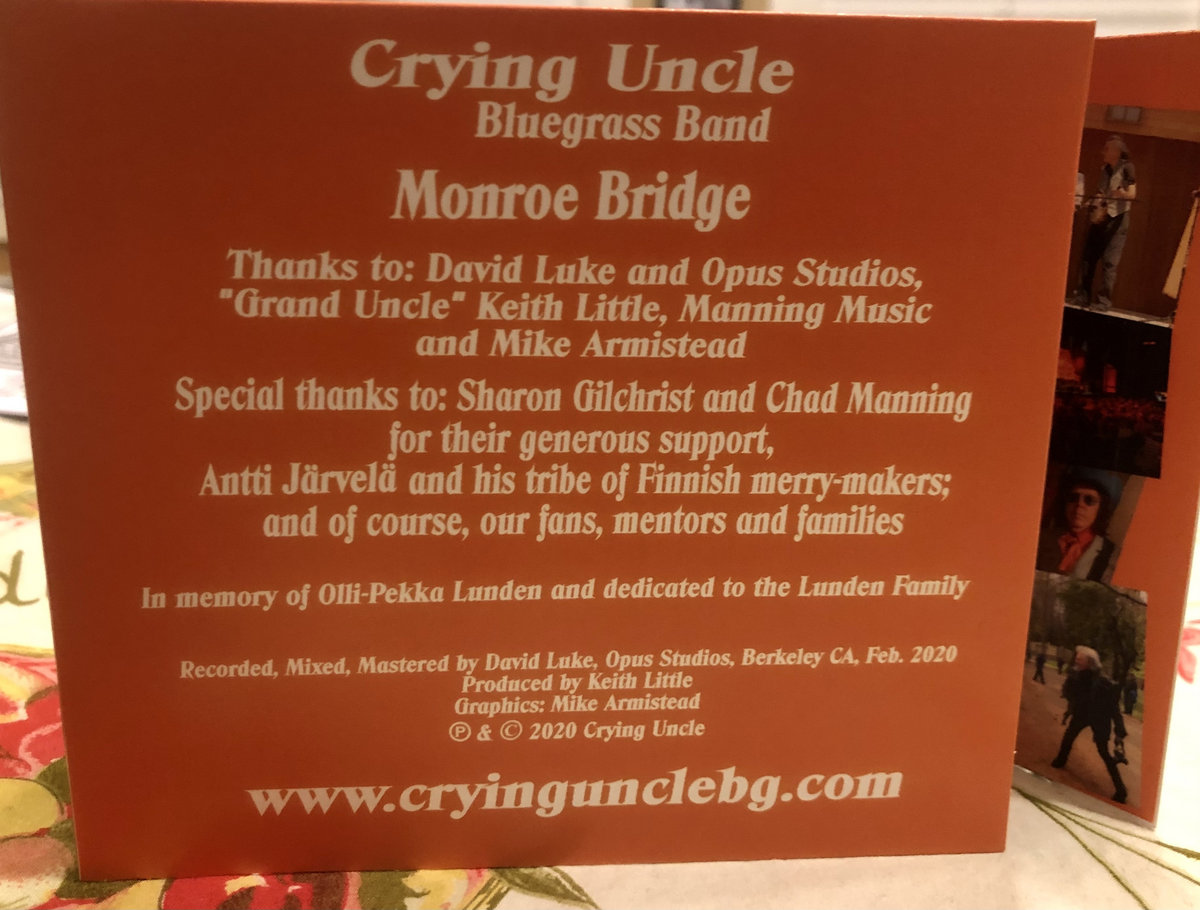 Crying Uncle
Bluegrass Band
Monroe Bridge
Thanks to: David Luke and Opus Studios,
"Grand Uncle" Keith Little, Manning Music
and Mike Armistead
Special thanks to: Sharon Gilchrist and Chad Manning
for their generous support,
Antti Järvelä and his tribe of Finnish merry-makers;
and of course, our fans, mentors and families
In memory of Olli-Pekka Lunden and dedicated to the Lunden Family
Recorded, Mixed, Mastered by David Luke, Opus Studios, Berkeley CA, Feb. 2020
Produced by Keith Little
Graphics: Mike Armistead
℗ & © 2020 Crying Uncle
www.cryingunclebg.com